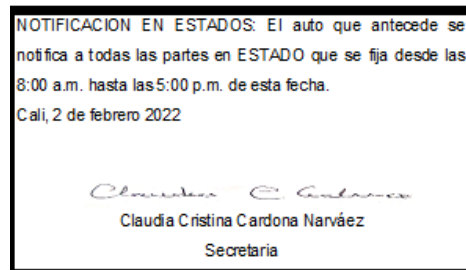 NOTIFICACION EN ESTADOS: El auto que antecede se
notifica a todas las partes en ESTADO que se fija desde las
8:00 a.m. hasta las 5:00 p.m. de esta fecha.
Cali, 2 de febrero 2022
Claudia Cristina Cardona Narváez
Secretaria